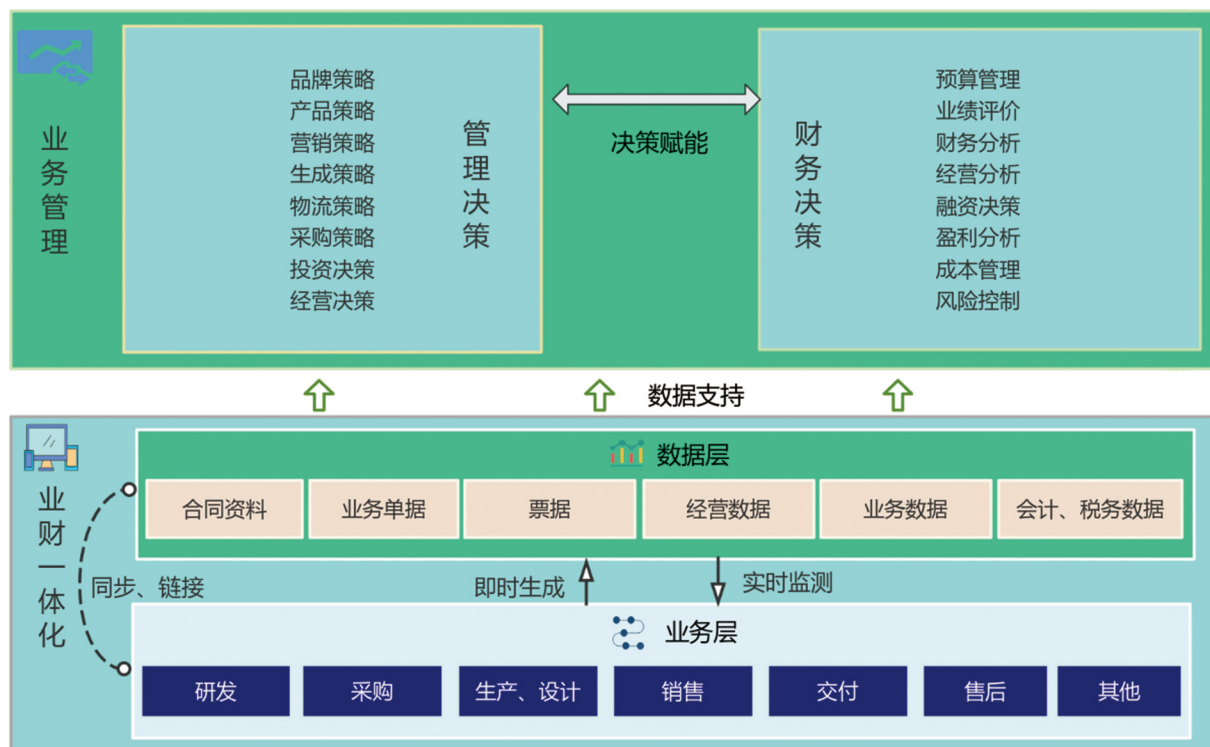 业务管理
品牌策略
产品策略
营销策略
生成策略
物流策略
采购策略
投资决策
经营决策
管理决策
决策赋能
财务决策
预算管理
业绩评价
财务分析
经营分析
融资决策
盈利分析
成本管理
风险控制
数据支持
业财一体化
数据层
合同资料
业务单据
票据
经营数据
业务数据
会计、税务数据
同步、链接
即时生成
实时监测
业务层
研发
采购
生产、设计
销售
交付
售后
其他